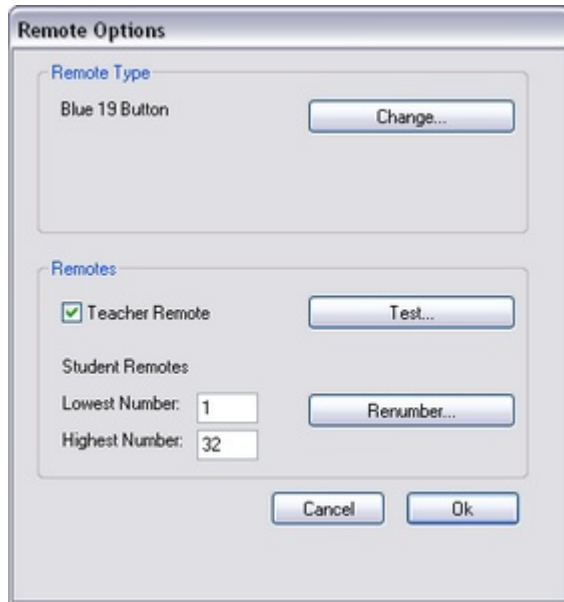 Remote Options
Remote Type
Blue 19 Button
Change...
Remotes
Teacher Remote
Test...
Student Remotes
Lowest Number: 1
Renumber...
Highest Number: 32
Cancel
Ok